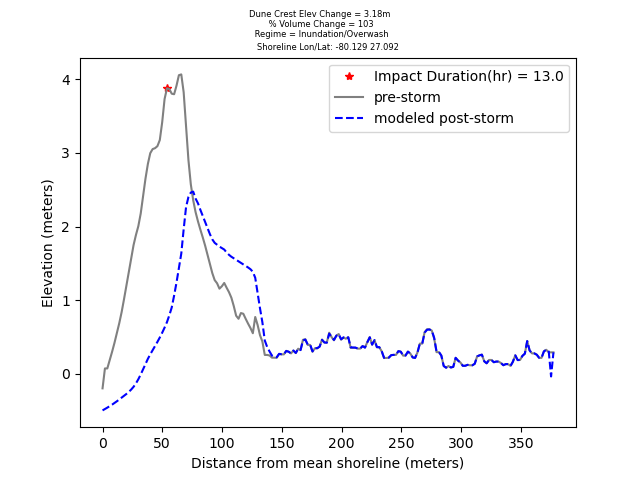 Dune Crest Elev Change = 3.18m
% Volume Change = 103
Regime = Inundation/Overwash
Shoreline Lon/Lat: -80.129 27.092
Impact Duration(hr) = 13.0
pre-storm
modeled post-storm
4
3
2
1
0
Elevation (meters)
0 50 100 150 200 250 300 350
Distance from mean shoreline (meters)